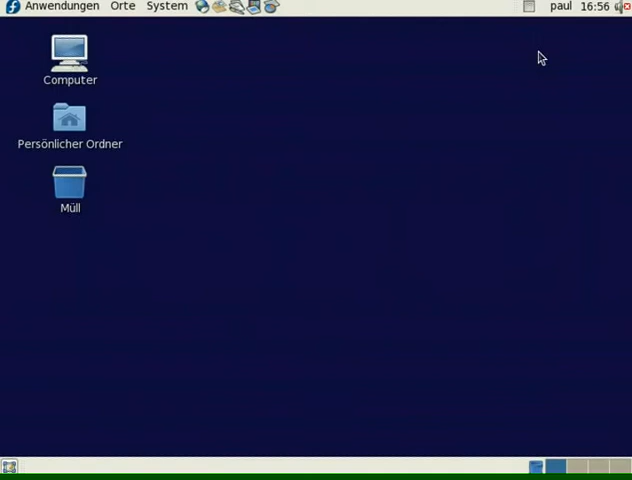 Anwendungen Orte System paul 16:56
Computer
Persönlicher Ordner
Müll